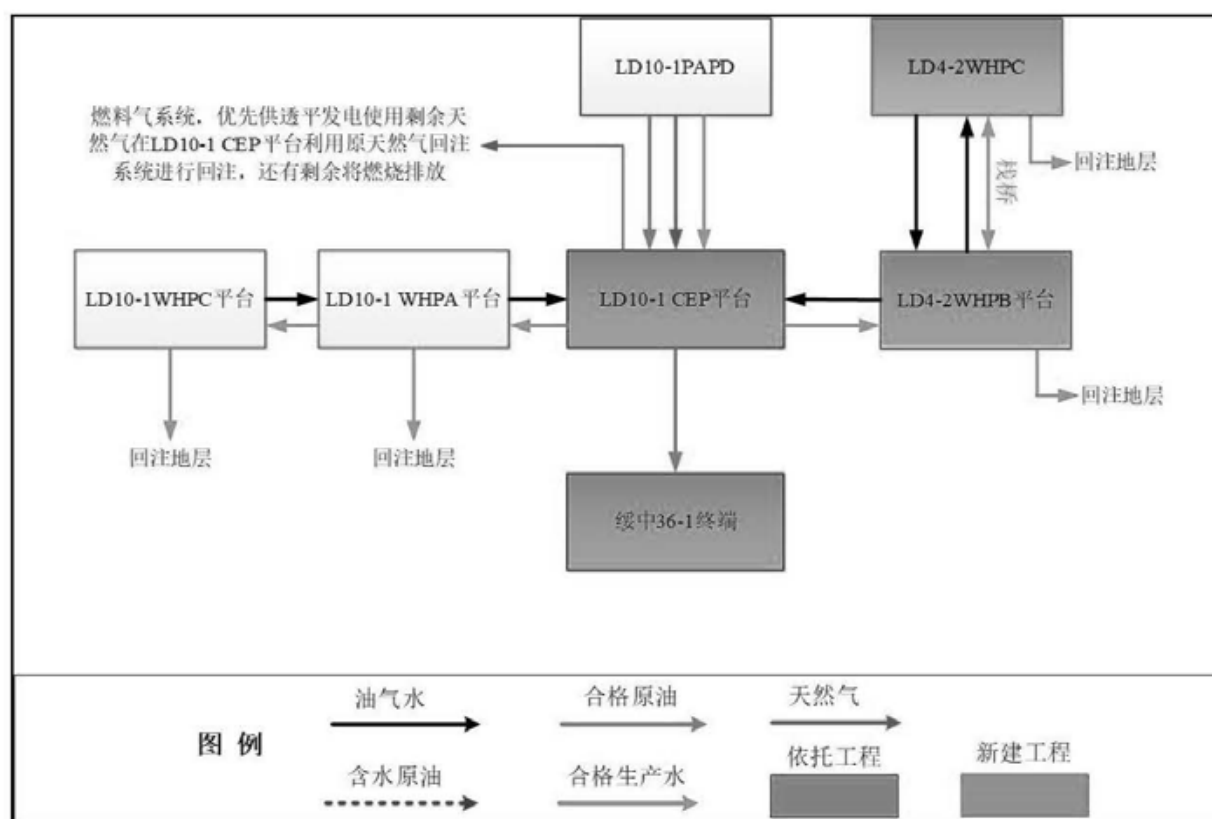 LD10-1PAPD
LD4-2WHPC
燃料气系统，优先供透平发电使用剩余天
然气在LD10-1 CEP平台利用原天然气回注
系统进行回注，还有剩余将燃烧排放
栈桥
回注地层
LD10-1WHPC平台
LD10-1 WHPA平台
LD10-1 CEP平台
LD4-2WHPB平台
回注地层
回注地层
回注地层
绥中36-1终端
图 例
油气水
合格原油
天然气
含水原油
合格生产水
依托工程
新建工程